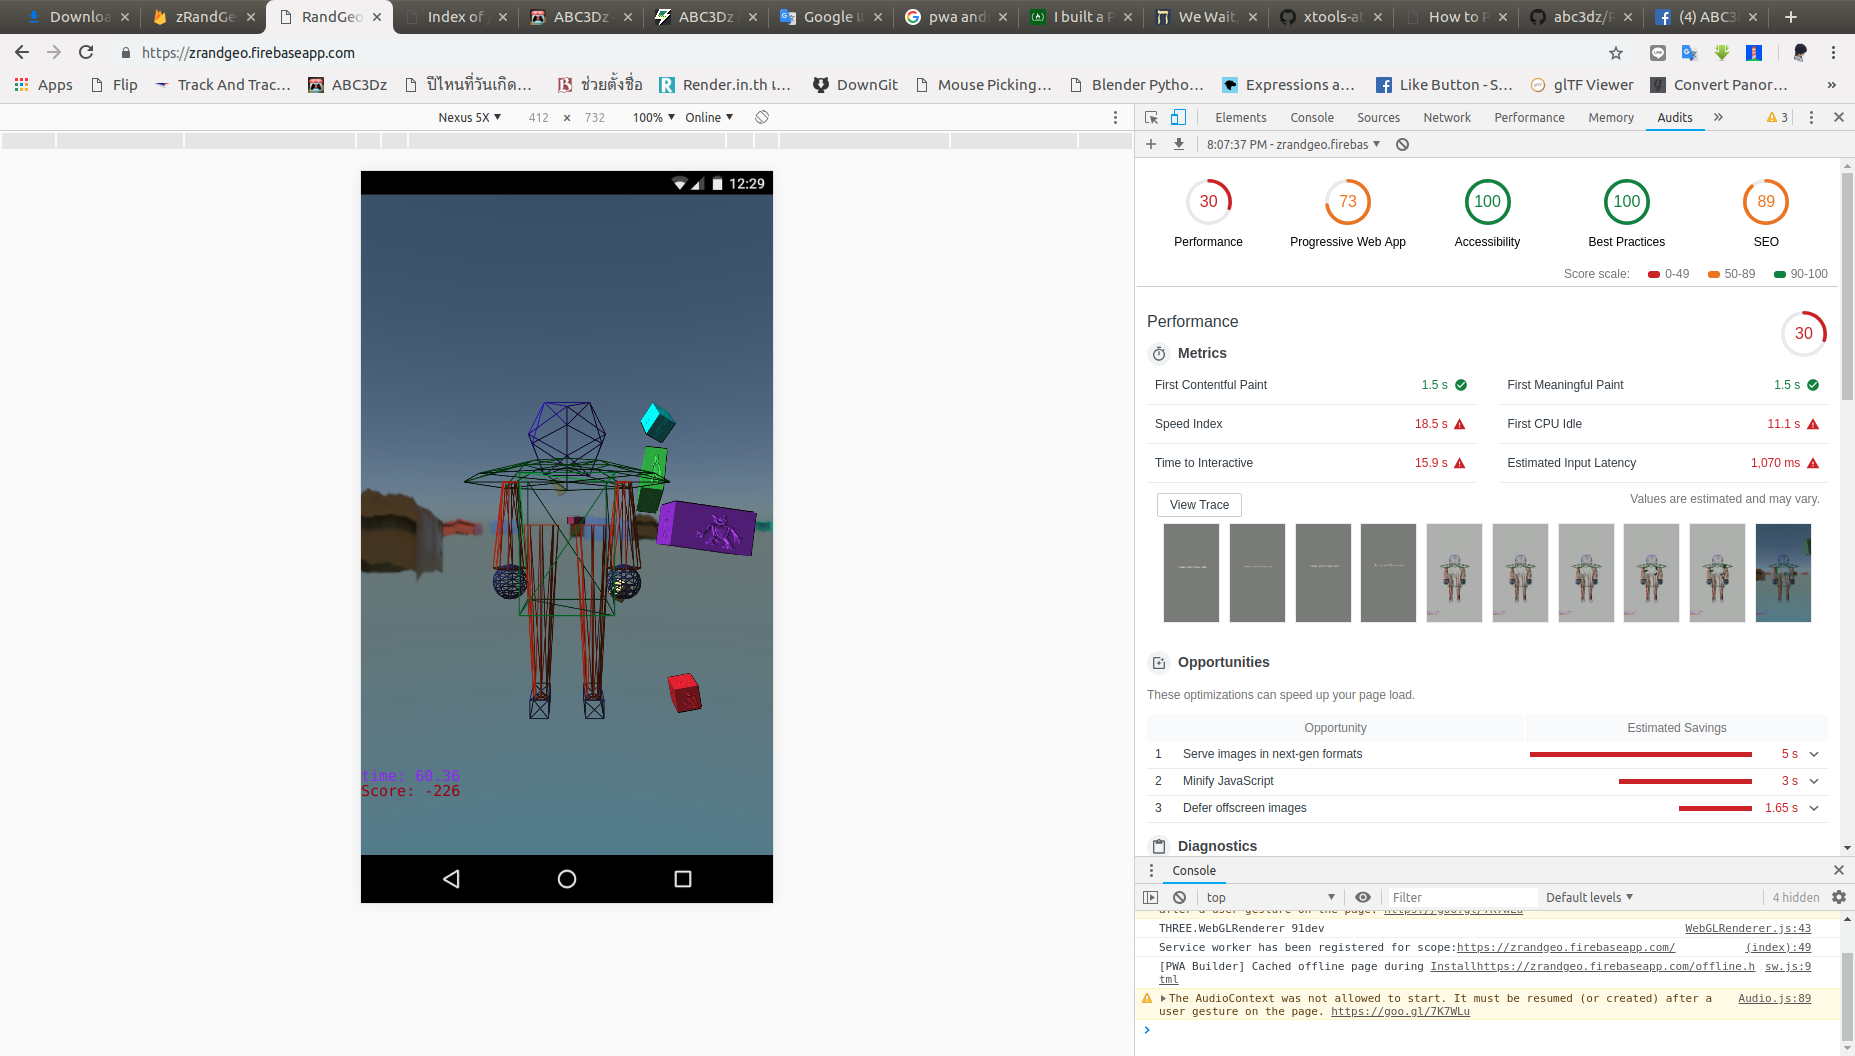 Downloa
zRandGe
RandGeo
Index of
ABC3Dz
ABC3Dz
Google
pwa and
I built a P
We Wait,
xtools-at
How to P
abc3dz/R
(4) ABC3
https://zrandgeo.firebaseapp.com
Apps Flip Track And Trac... ABC3Dz ปีไหนที่วันเกิด... ช่วยตั้งชื่อ Render.in.th เ... DownGit Mouse Picking... Blender Pytho... Expressions a... Like Button - S... glTF Viewer Convert Panor... »
Nexus 5X ▼ 412 × 732 100% ▼ Online ▼
Elements Console Sources Network Performance Memory Audits » 3
8:07:37 PM - zrandgeo.firebas ▼
12:29
time: 60.36
Score: -226
30 73 100 100 89
Performance Progressive Web App Accessibility Best Practices SEO
Score scale: 0-49 50-89 90-100
Performance
30
Metrics
First Contentful Paint 1.5 s First Meaningful Paint 1.5 s
Speed Index 18.5 s First CPU Idle 11.1 s
Time to Interactive 15.9 s Estimated Input Latency 1,070 ms
View Trace Values are estimated and may vary.
Opportunities
These optimizations can speed up your page load.
Opportunity Estimated Savings
1 Serve images in next-gen formats 5 s
2 Minify JavaScript 3 s
3 Defer offscreen images 1.65 s
Diagnostics
Console
top ▼ Filter Default levels ▼ 4 hidden
after a user gesture on the page. https://goo.gl/7K7WLu
THREE.WebGLRenderer 91dev WebGLRenderer.js:43
Service worker has been registered for scope:https://zrandgeo.firebaseapp.com/ (index):49
[PWA Builder] Cached offline page during Installhttps://zrandgeo.firebaseapp.com/offline.h sw.js:9
tml
The AudioContext was not allowed to start. It must be resumed (or created) after a Audio.js:89
user gesture on the page. https://goo.gl/7K7WLu